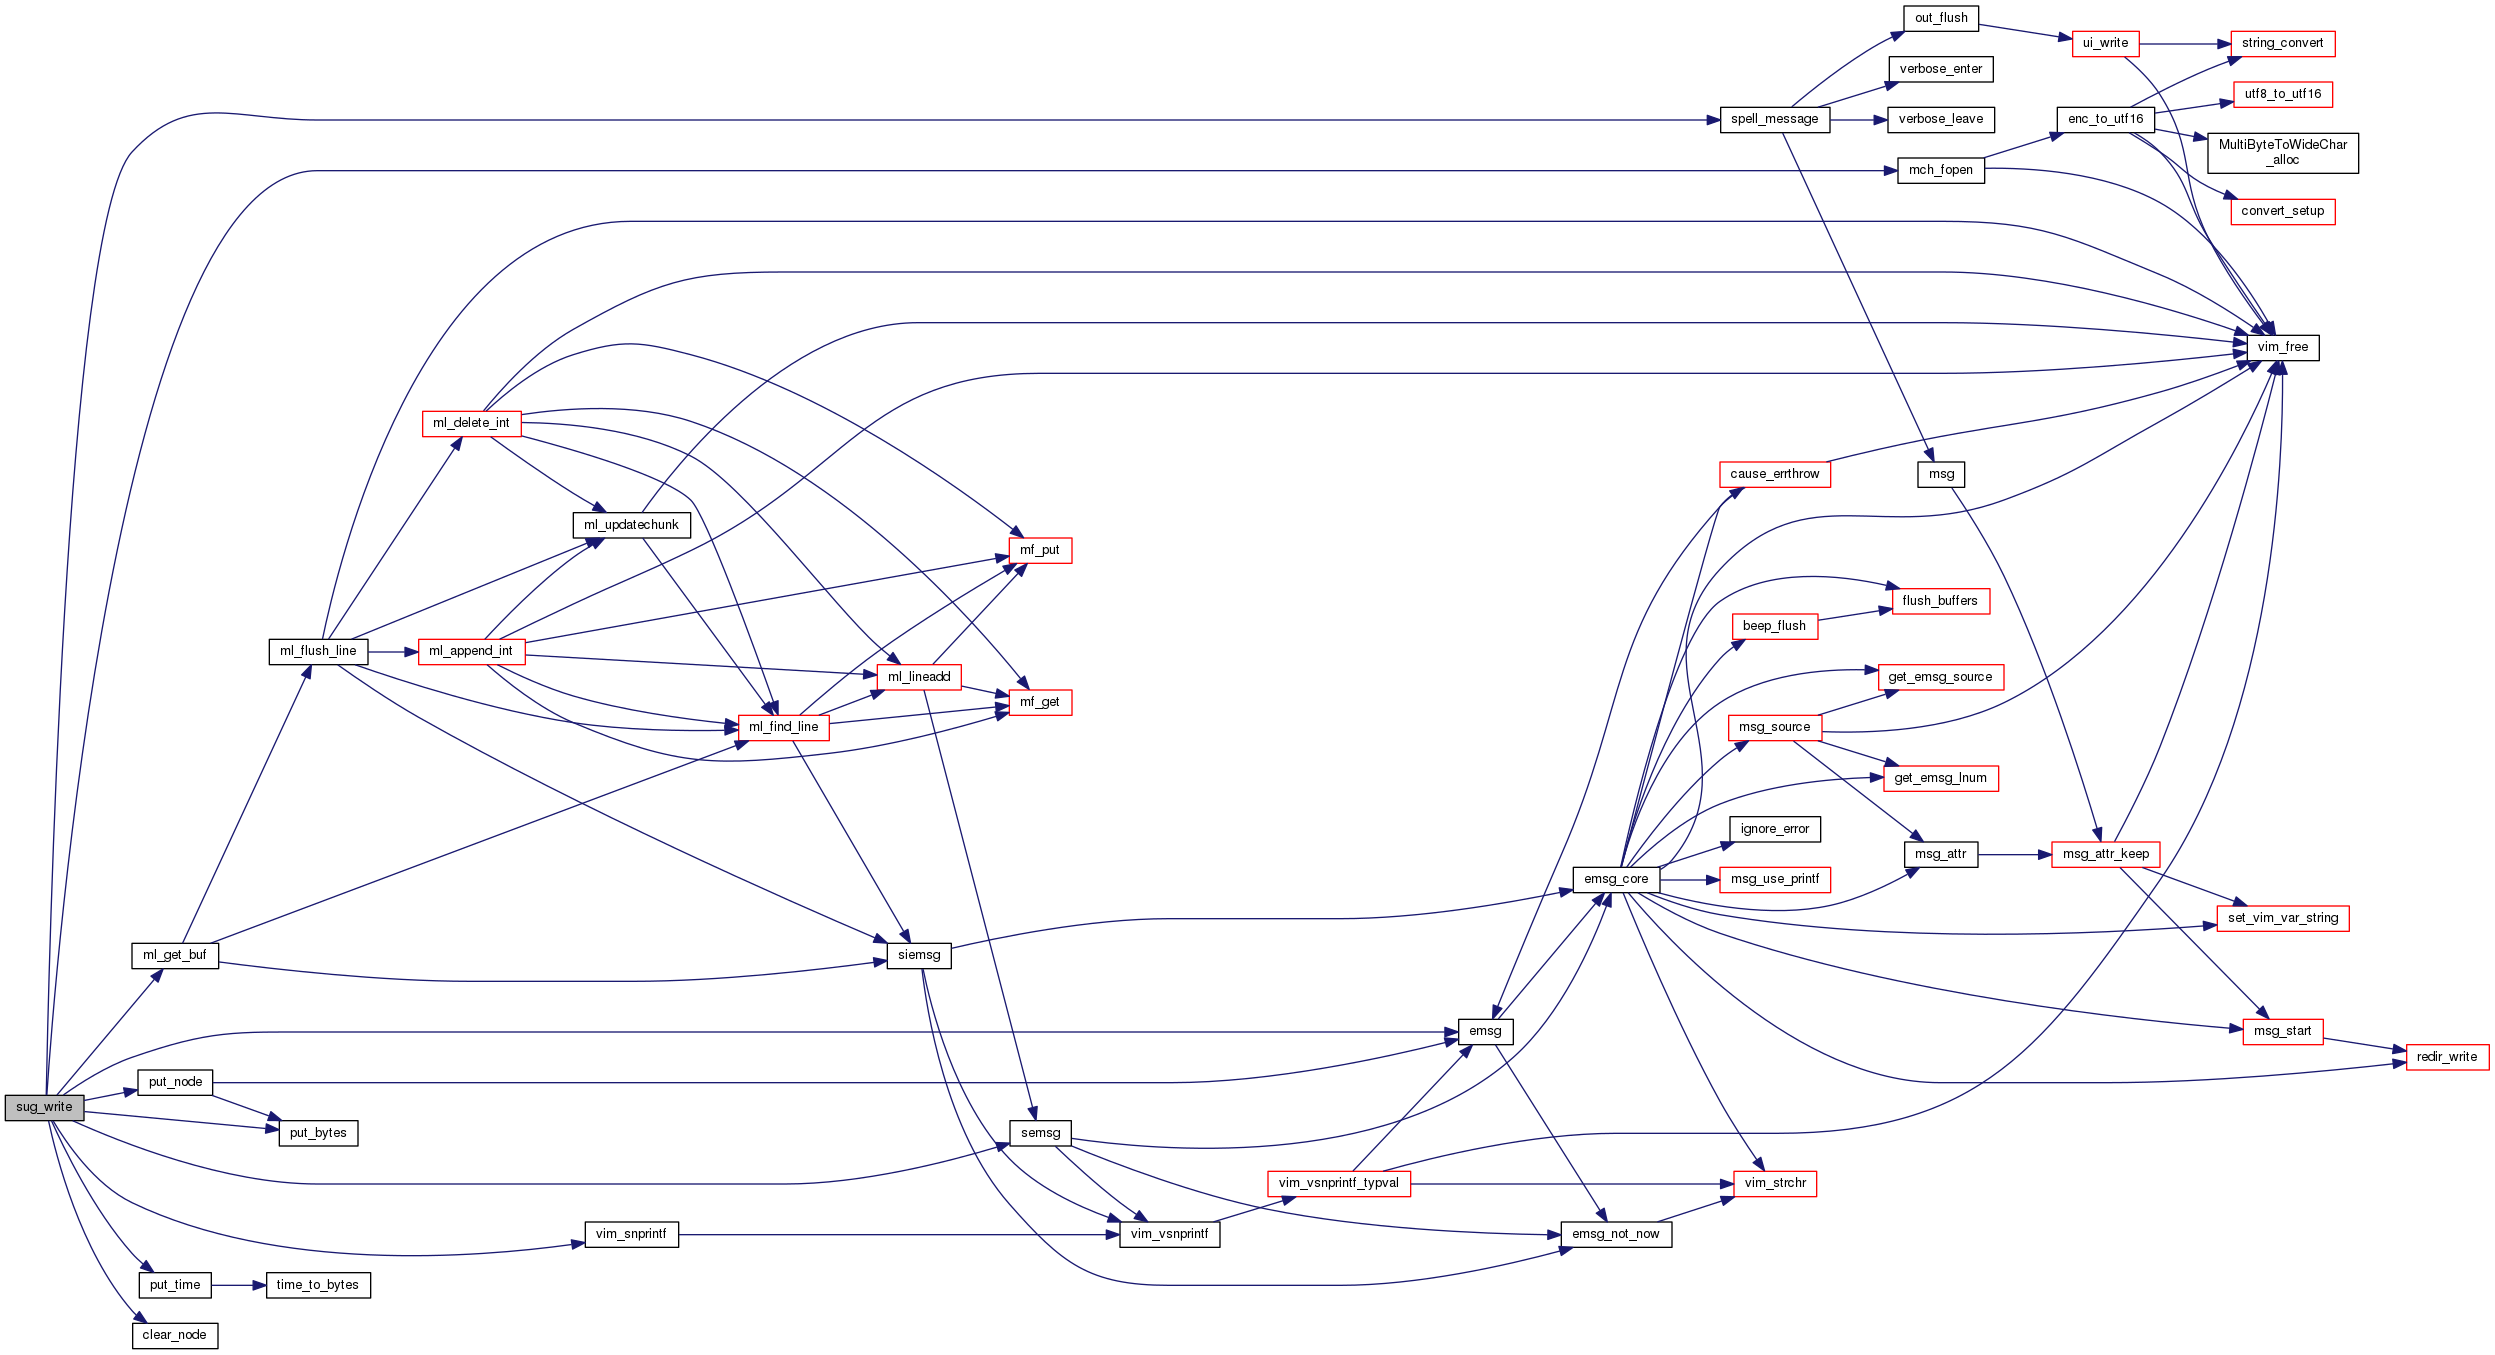 out_flush
ui_write
string_convert
verbose_enter
utf8_to_utf16
spell_message
verbose_leave
enc_to_utf16
MultiByteToWideChar
_alloc
mch_fopen
convert_setup
vim_free
ml_delete_int
cause_errthrow
msg
ml_updatechunk
mf_put
flush_buffers
beep_flush
ml_flush_line
ml_append_int
ml_lineadd
get_emsg_source
mf_get
ml_find_line
msg_source
get_emsg_lnum
ignore_error
msg_attr
msg_attr_keep
emsg_core
msg_use_printf
set_vim_var_string
ml_get_buf
siemsg
emsg
msg_start
redir_write
put_node
sug_write
put_bytes
semsg
vim_vsnprintf_typval
vim_strchr
vim_snprintf
vim_vsnprintf
emsg_not_now
put_time
time_to_bytes
clear_node